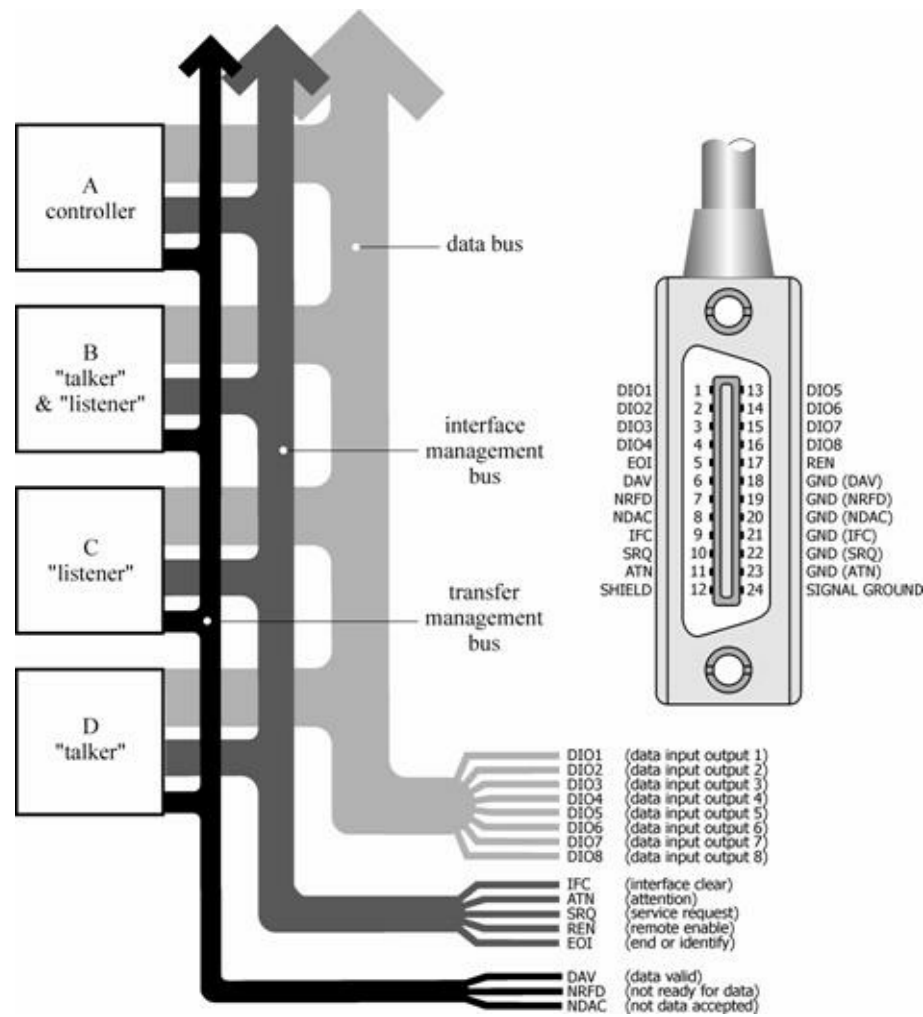 A
controller
B
"talker"
& "listener"
C
"listener"
D
"talker"
data bus
interface
management
bus
transfer
management
bus
DIO1 1 13 DIO5
DIO2 2 14 DIO6
DIO3 3 15 DIO7
DIO4 4 16 DIO8
EOI 5 17 REN
DAV 6 18 GND (DAV)
NRFD 7 19 GND (NRFD)
NDAC 8 20 GND (NDAC)
IFC 9 21 GND (IFC)
SRQ 10 22 GND (SRQ)
ATN 11 23 GND (ATN)
SHIELD 12 24 SIGNAL GROUND
DIO1 (data input output 1)
DIO2 (data input output 2)
DIO3 (data input output 3)
DIO4 (data input output 4)
DIO5 (data input output 5)
DIO6 (data input output 6)
DIO7 (data input output 7)
DIO8 (data input output 8)
IFC (interface clear)
ATN (attention)
SRQ (service request)
REN (remote enable)
EOI (end or identify)
DAV (data valid)
NRFD (not ready for data)
NDAC (not data accepted)